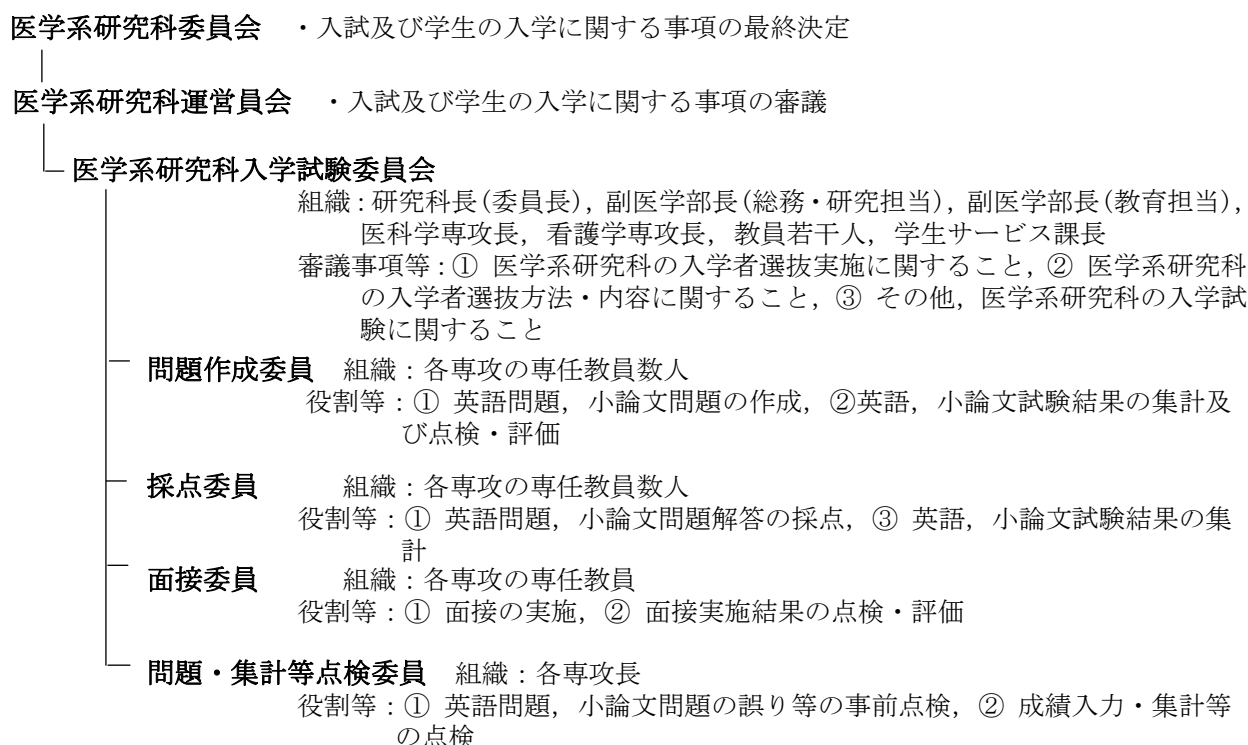 医学系研究科委員会 ・入試及び学生の入学に関する事項の最終決定
医学系研究科運営員会 ・入試及び学生の入学に関する事項の審議
医学系研究科入学試験委員会
組織：研究科長（委員長），副医学部長（総務・研究担当），副医学部長（教育担当），
医科学専攻長，看護学専攻長，教員若干人，学生サービス課長
審議事項等：① 医学系研究科の入学者選抜実施に関すること，② 医学系研究科
の入学者選抜方法・内容に関すること，③ その他，医学系研究科の入学試
験に関すること
問題作成委員 組織：各専攻の専任教員数人
役割等：① 英語問題，小論文問題の作成，②英語，小論文試験結果の集計及
び点検・評価
採点委員 組織：各専攻の専任教員数人
役割等：① 英語問題，小論文問題解答の採点，③ 英語，小論文試験結果の集
計
面接委員 組織：各専攻の専任教員
役割等：① 面接の実施，② 面接実施結果の点検・評価
問題・集計等点検委員 組織：各専攻長
役割等：① 英語問題，小論文問題の誤り等の事前点検，② 成績入力・集計等
の点検